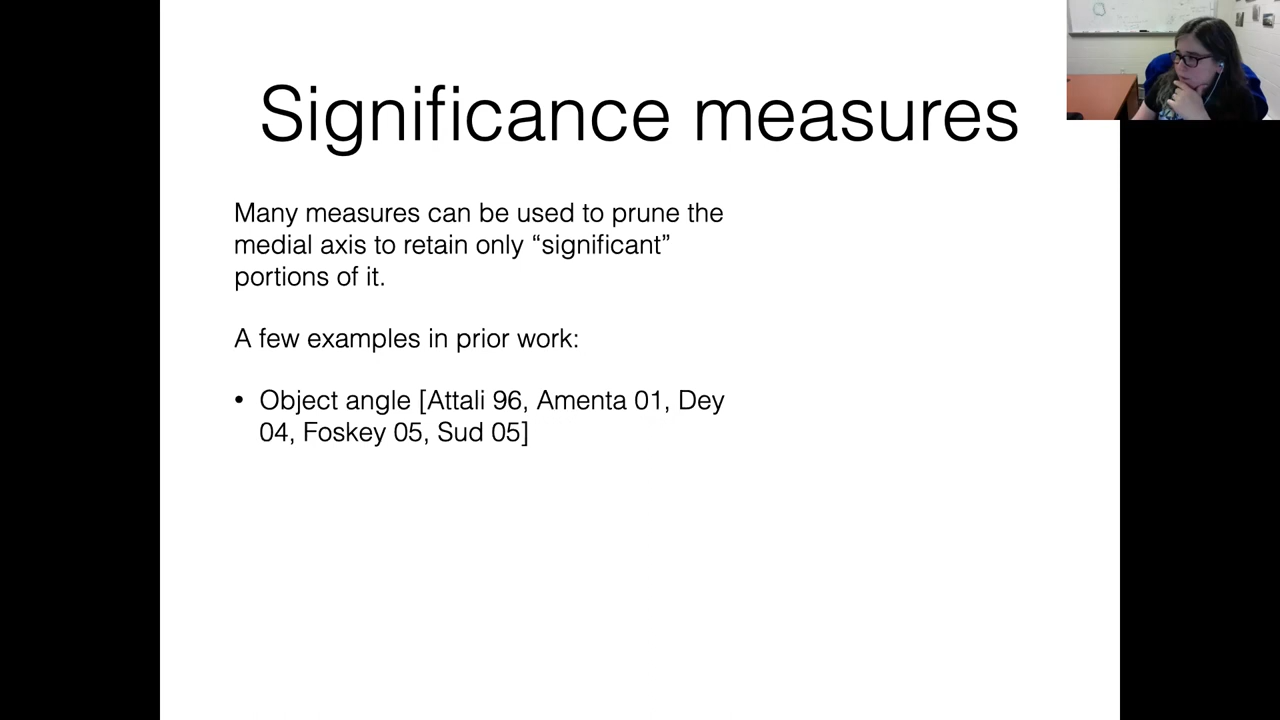 Significance measures
Many measures can be used to prune the
medial axis to retain only “significant”
portions of it.
A few examples in prior work:
• Object angle [Attali 96, Amenta 01, Dey
04, Foskey 05, Sud 05]